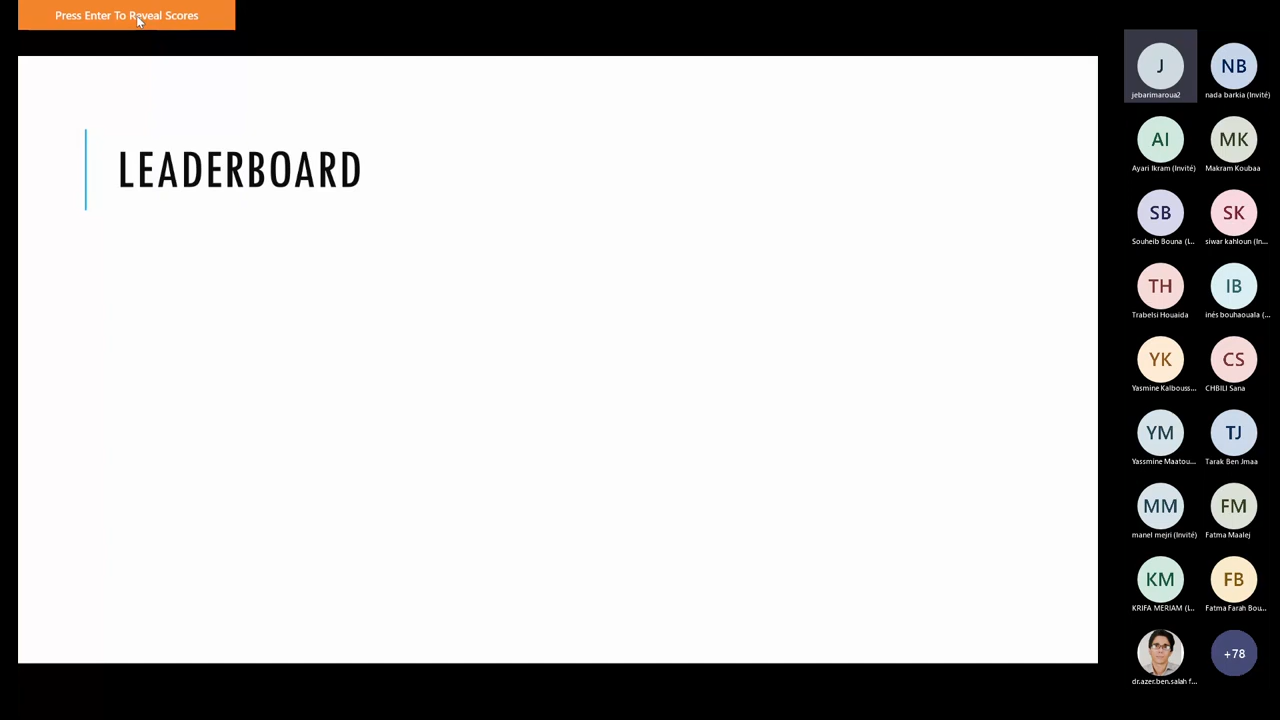 Press Enter To Reveal Scores
LEADERBOARD
J
jebarimaroua2
NB
nada barkia (Invité)
AI
Ayari Ikram (Invité)
MK
Makram Koubaa
SB
Souheib Bouna (I...
SK
siwar kahloun (In...
TH
Trabelsi Houaida
IB
inés bouhaouala (...
YK
Yasmine Kalbouss...
CS
CHBILI Sana
YM
Yassmine Maatou...
TJ
Tarak Ben Jmaa
MM
manel mejri (Invité)
FM
Fatma Maalej
KM
KRIFA MERIAM (I...
FB
Fatma Farah Bou...
dr.azer.ben.salah f...
+78